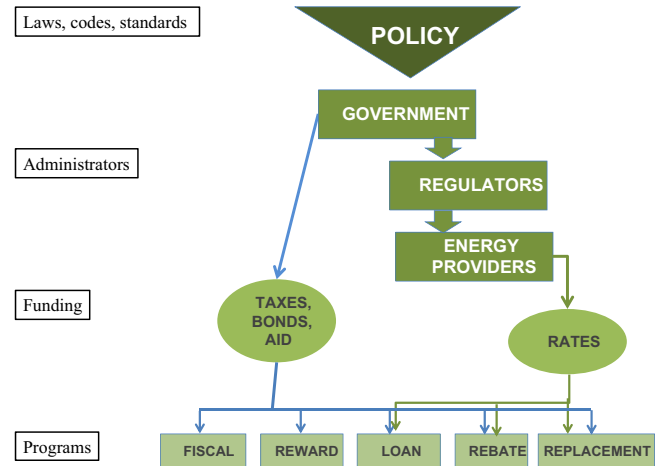 Laws, codes, standards
POLICY
GOVERNMENT
Administrators
REGULATORS
ENERGY
PROVIDERS
Funding
TAXES,
BONDS,
AID
RATES
Programs
FISCAL
REWARD
LOAN
REBATE
REPLACEMENT